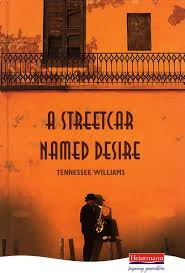 A STREETCAR
NAMED DESIRE
TENNESSEE WILLIAMS
Heinemann
Inspiring generations